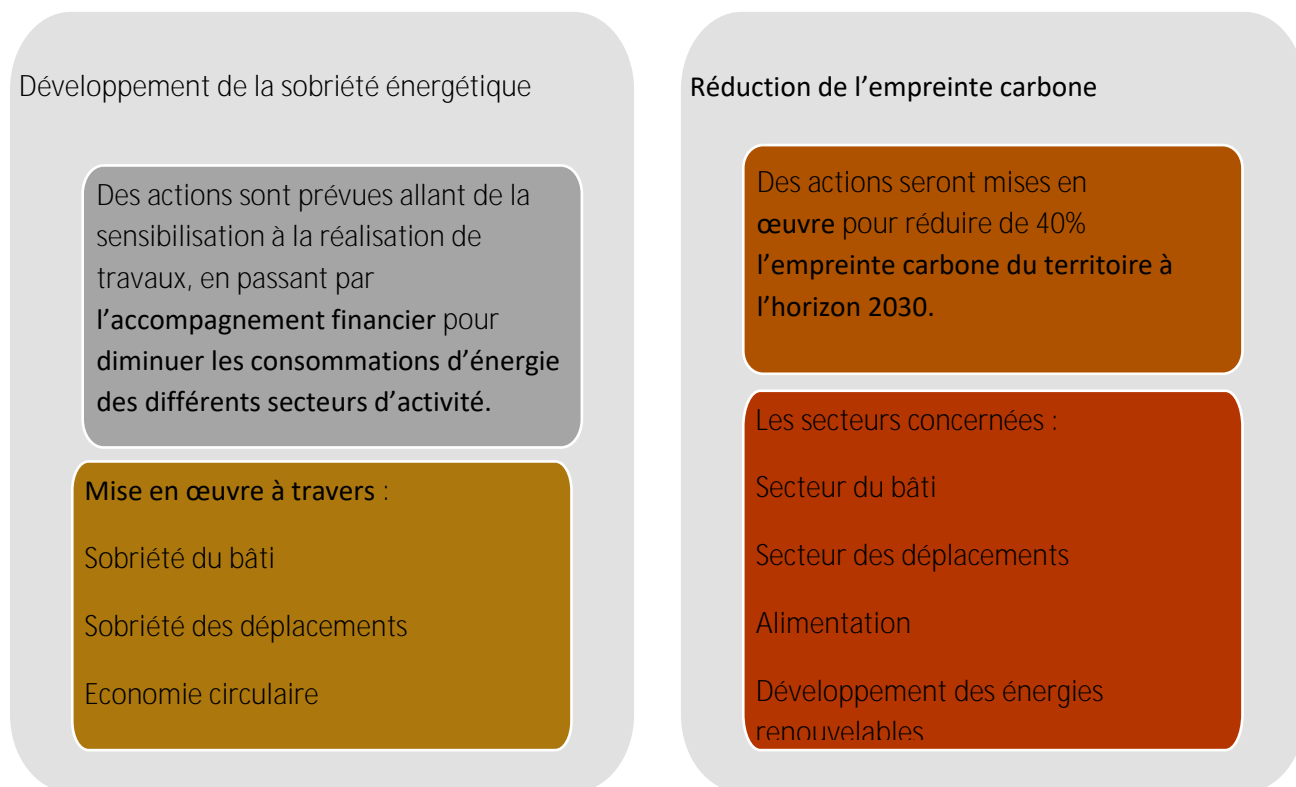 Développement de la sobriété énergétique
Des actions sont prévues allant de la
sensibilisation à la réalisation de
travaux, en passant par
l’accompagnement financier pour
diminuer les consommations d’énergie
des différents secteurs d’activité.
Mise en œuvre à travers :
Sobriété du bâti
Sobriété des déplacements
Economie circulaire
Réduction de l’empreinte carbone
Des actions seront mises en
œuvre pour réduire de 40%
l’empreinte carbone du territoire à
l’horizon 2030.
Les secteurs concernées :
Secteur du bâti
Secteur des déplacements
Alimentation
Développement des énergies
renouvelables